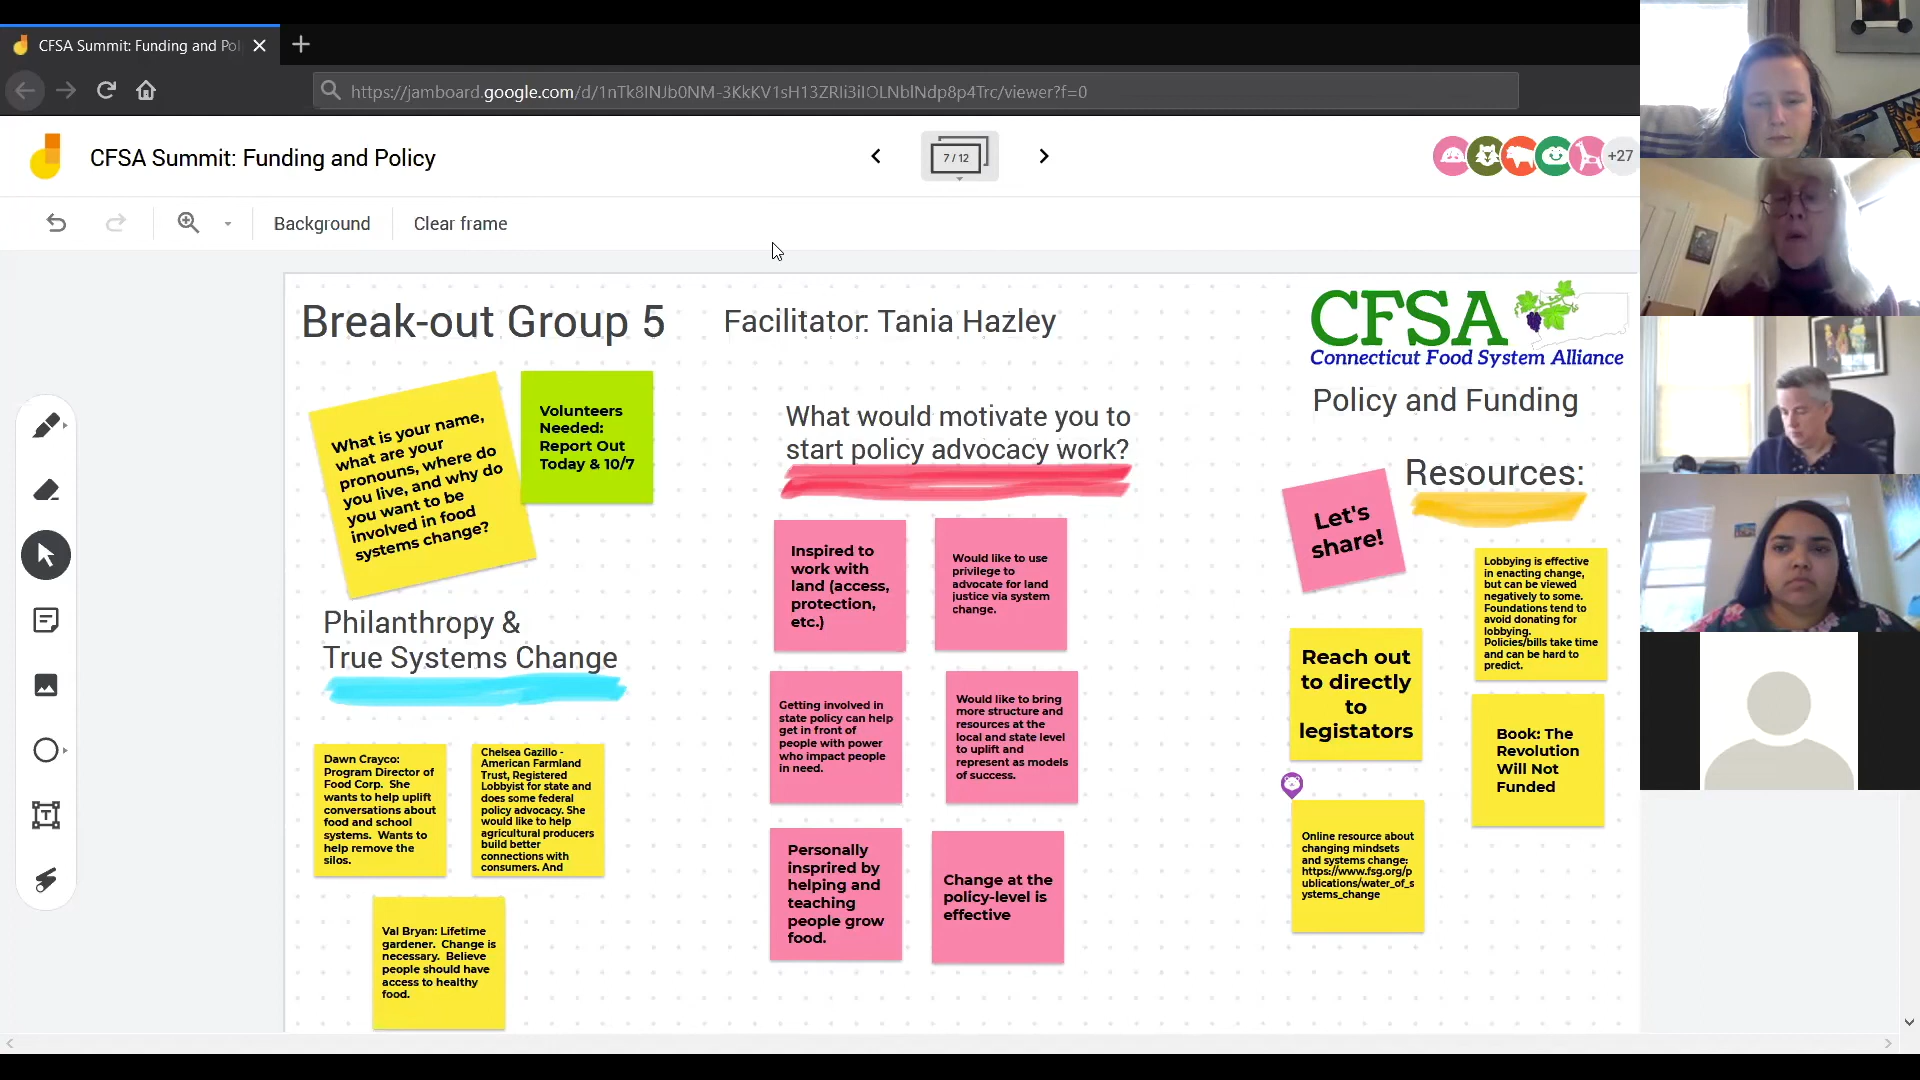 CFSA Summit: Funding and Pol
https://jamboard.google.com/d/1nTk8INJb0NM-3KkKV1sH13ZRIi3iIOLNbINdp8p4Trc/viewer?f=0
CFSA Summit: Funding and Policy
7 / 12
+27
Background
Clear frame
Break-out Group 5
Facilitator: Tania Hazley
CFSA
Connecticut Food System Alliance
Policy and Funding
What is your name,
what are your
pronouns, where do
you live, and why do
you want to be
involved in food
systems change?
Volunteers
Needed:
Report Out
Today & 10/7
Philanthropy &
True Systems Change
Dawn Crayco:
Program Director of
Food Corp. She
wants to help uplift
conversations about
food and school
systems. Wants to
help remove the
silos.
Chelsea Gazillo -
American Farmland
Trust, Registered
Lobbyist for state and
does some federal
policy advocacy. She
would like to help
agricultural producers
build better
connections with
consumers. And
Val Bryan: Lifetime
gardener. Change is
necessary. Believe
people should have
access to healthy
food.
What would motivate you to
start policy advocacy work?
Inspired to
work with
land (access,
protection,
etc.)
Would like to use
privilege to
advocate for land
justice via system
change.
Getting involved in
state policy can help
get in front of
people with power
who impact people
in need.
Would like to bring
more structure and
resources at the
local and state level
to uplift and
represent as models
of success.
Personally
insprired by
helping and
teaching
people grow
food.
Change at the
policy-level is
effective
Resources:
Let's
share!
Lobbying is effective
in enacting change,
but can be viewed
negatively to some.
Foundations tend to
avoid donating for
lobbying.
Policies/bills take time
and can be hard to
predict.
Reach out
to directly
to
legistators
Book: The
Revolution
Will Not
Funded
Online resource about
changing mindsets
and systems change:
https://www.fsg.org/p
ublications/water_of_s
ystems_change